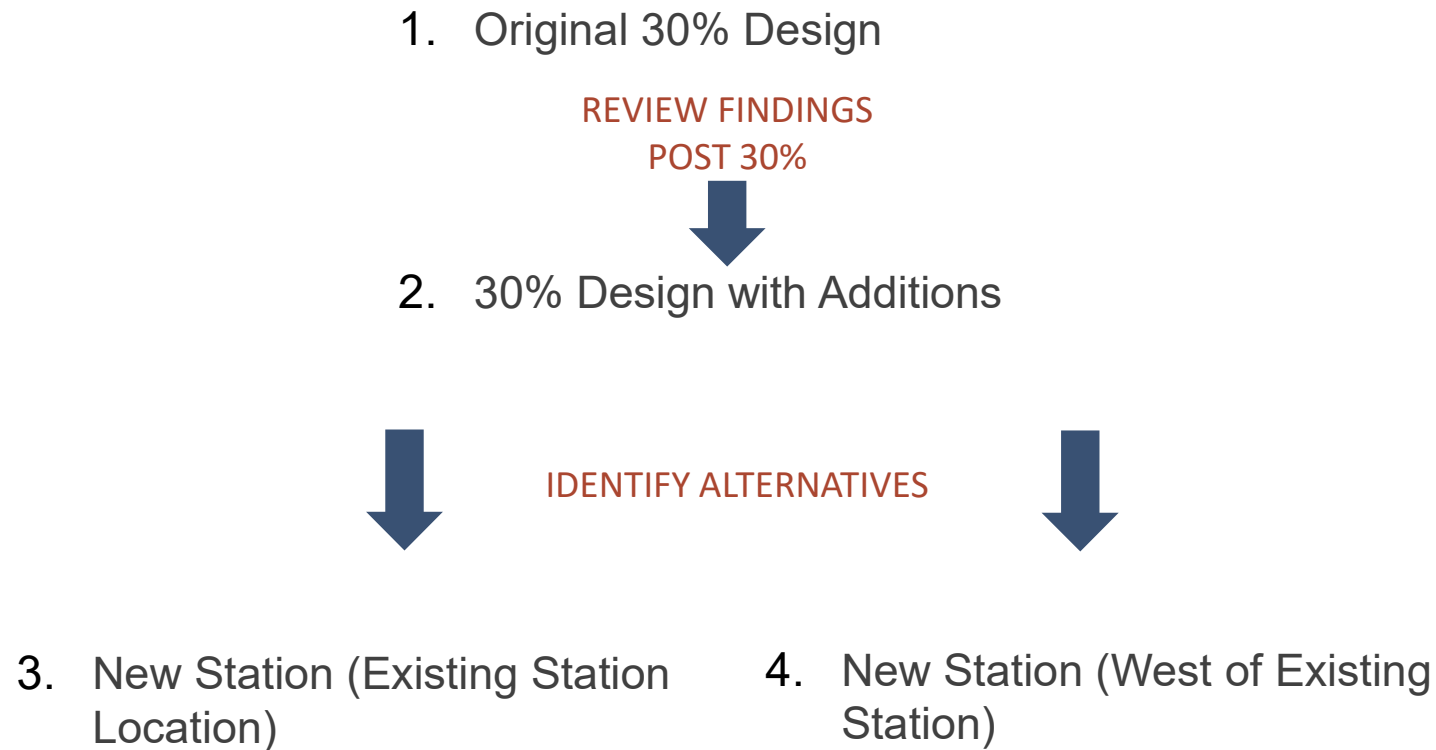 1. Original 30% Design
REVIEW FINDINGS
POST 30%
2. 30% Design with Additions
IDENTIFY ALTERNATIVES
3. New Station (Existing Station
Location)
4. New Station (West of Existing
Station)